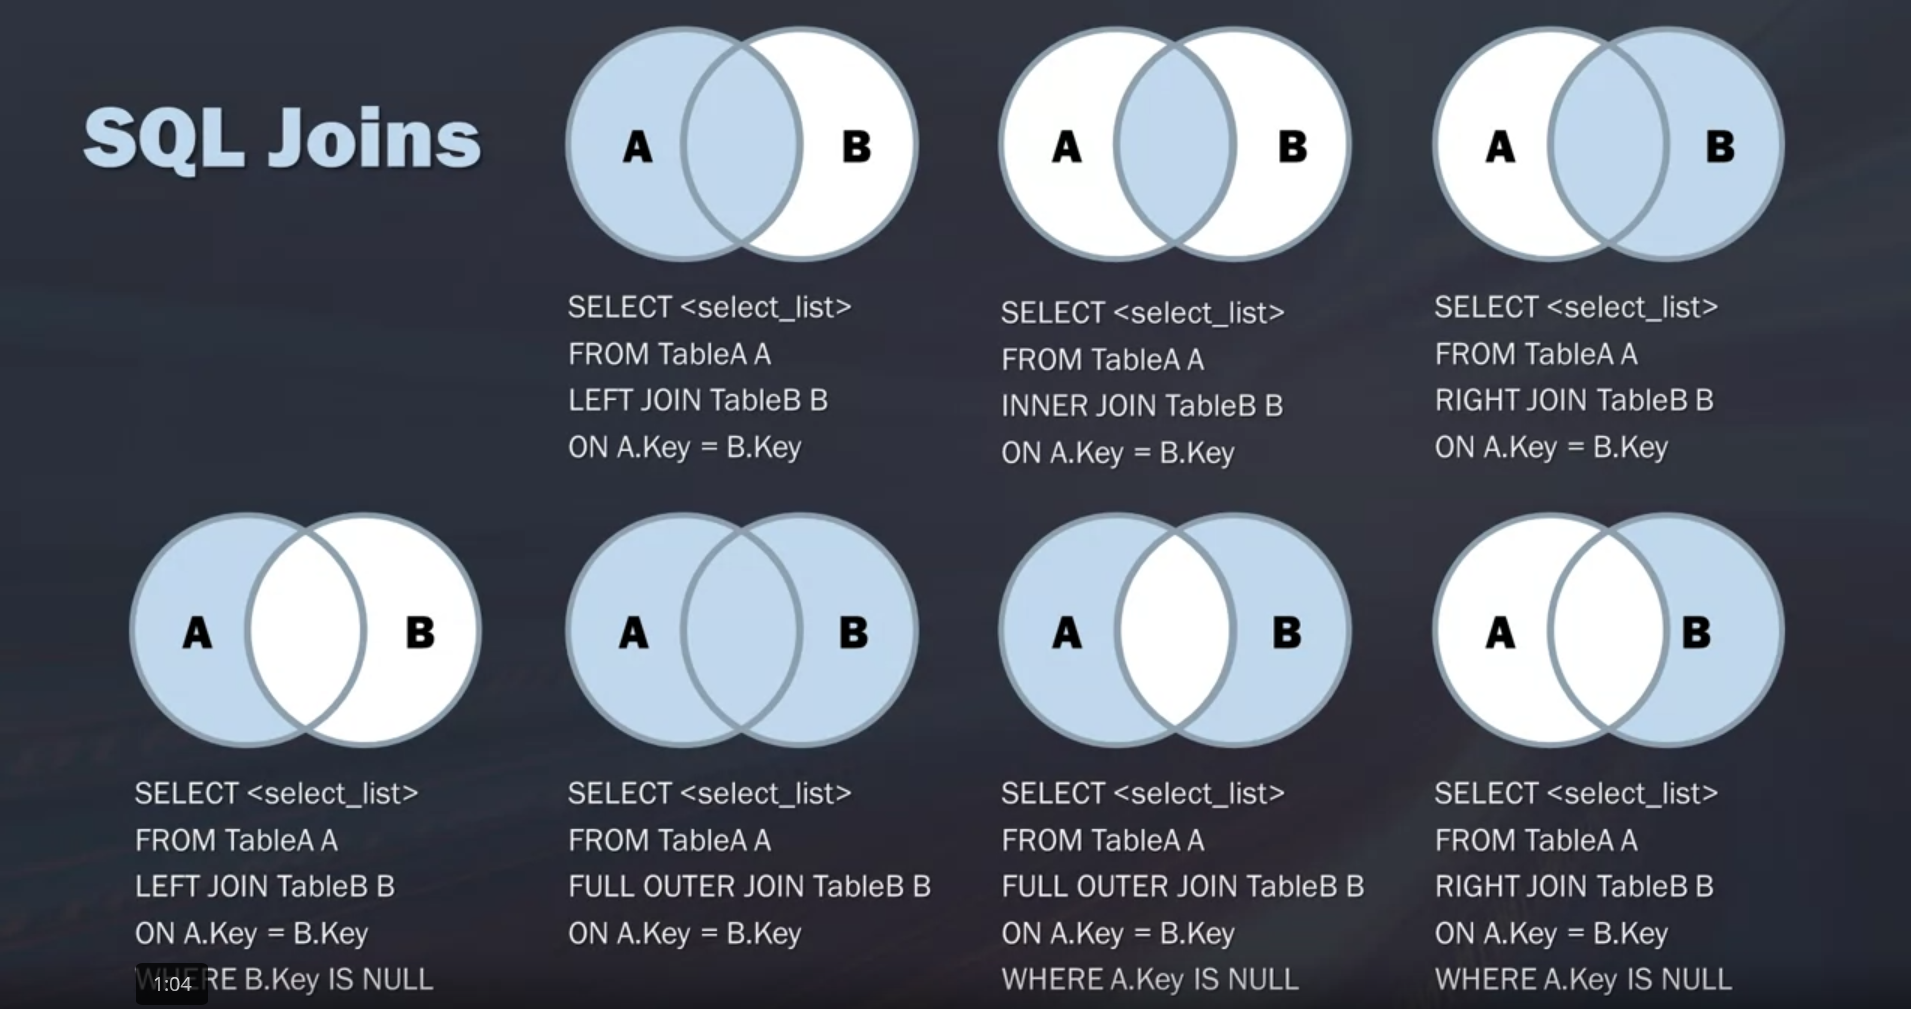 SQL Joins
A B
SELECT <select_list>
FROM TableA A
LEFT JOIN TableB B
ON A.Key = B.Key
A B
SELECT <select_list>
FROM TableA A
INNER JOIN TableB B
ON A.Key = B.Key
A B
SELECT <select_list>
FROM TableA A
RIGHT JOIN TableB B
ON A.Key = B.Key
A B
SELECT <select_list>
FROM TableA A
LEFT JOIN TableB B
ON A.Key = B.Key
WHERE B.Key IS NULL
1:04
A B
SELECT <select_list>
FROM TableA A
FULL OUTER JOIN TableB B
ON A.Key = B.Key
A B
SELECT <select_list>
FROM TableA A
FULL OUTER JOIN TableB B
ON A.Key = B.Key
WHERE A.Key IS NULL
A B
SELECT <select_list>
FROM TableA A
RIGHT JOIN TableB B
ON A.Key = B.Key
WHERE A.Key IS NULL